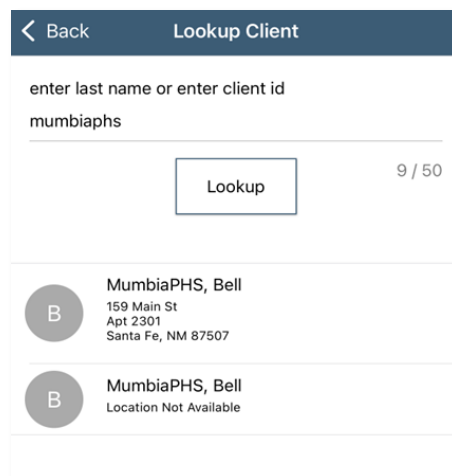 Back
Lookup Client
enter last name or enter client id
mumbiaphs
9 / 50
Lookup
B
MumbiaPHS, Bell
159 Main St
Apt 2301
Santa Fe, NM 87507
B
MumbiaPHS, Bell
Location Not Available